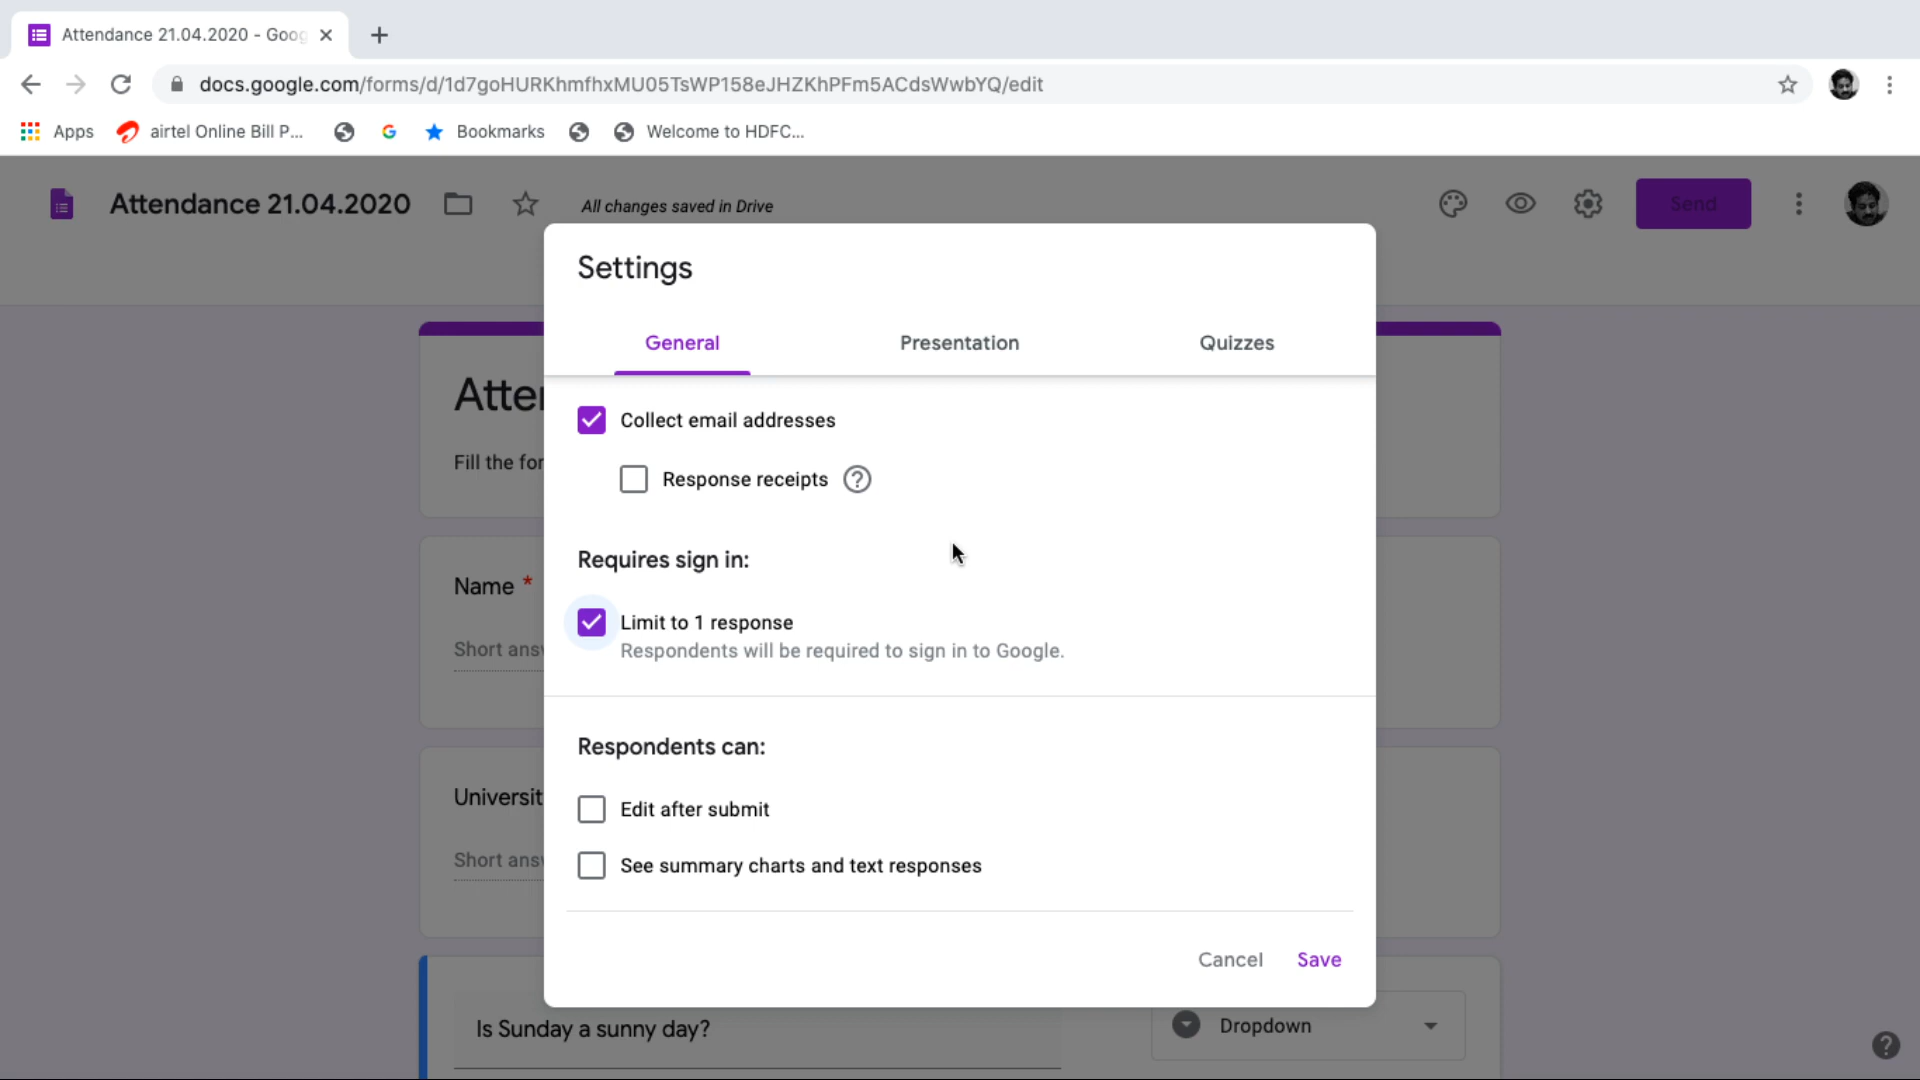 Attendance 21.04.2020 - Goog
docs.google.com/forms/d/1d7goHURKhmfhxMU05TsWP158eJHZKhPFm5ACdsWwbYQ/edit
Apps airtel Online Bill P... Bookmarks Welcome to HDFC...
Attendance 21.04.2020 All changes saved in Drive Send
Settings
General Presentation Quizzes
Atte
Collect email addresses
Fill the for
Response receipts
Requires sign in:
Name *
Limit to 1 response
Short ans
Respondents will be required to sign in to Google.
Respondents can:
Universit
Edit after submit
Short ans
See summary charts and text responses
Cancel Save
Is Sunday a sunny day? Dropdown